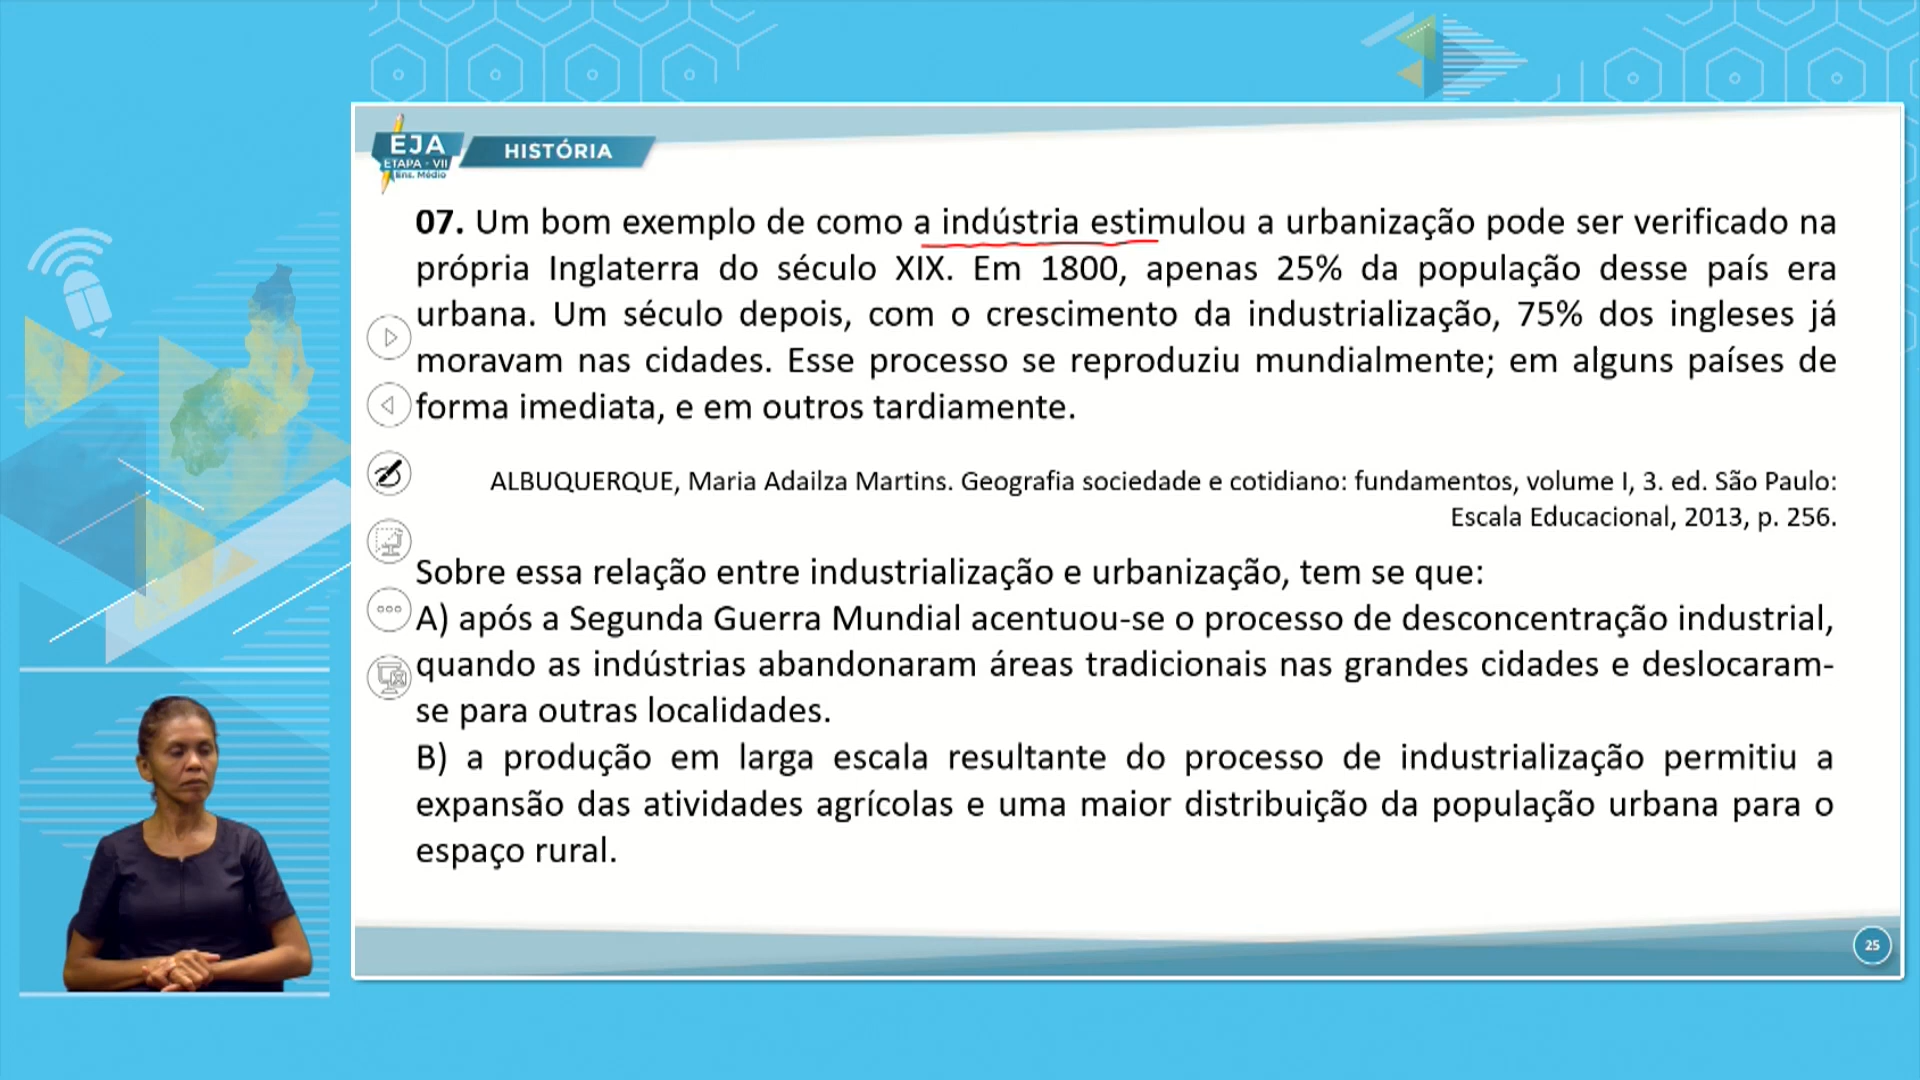 EJA
ETAPA - VII
Ens. Médio
HISTÓRIA
07. Um bom exemplo de como a indústria estimulou a urbanização pode ser verificado na
própria Inglaterra do século XIX. Em 1800, apenas 25% da população desse país era
urbana. Um século depois, com o crescimento da industrialização, 75% dos ingleses já
moravam nas cidades. Esse processo se reproduziu mundialmente; em alguns países de
forma imediata, e em outros tardiamente.
ALBUQUERQUE, Maria Adailza Martins. Geografia sociedade e cotidiano: fundamentos, volume I, 3. ed. São Paulo:
Escala Educacional, 2013, p. 256.
Sobre essa relação entre industrialização e urbanização, tem se que:
A) após a Segunda Guerra Mundial acentuou-se o processo de desconcentração industrial,
quando as indústrias abandonaram áreas tradicionais nas grandes cidades e deslocaram-
se para outras localidades.
B) a produção em larga escala resultante do processo de industrialização permitiu a
expansão das atividades agrícolas e uma maior distribuição da população urbana para o
espaço rural.
25